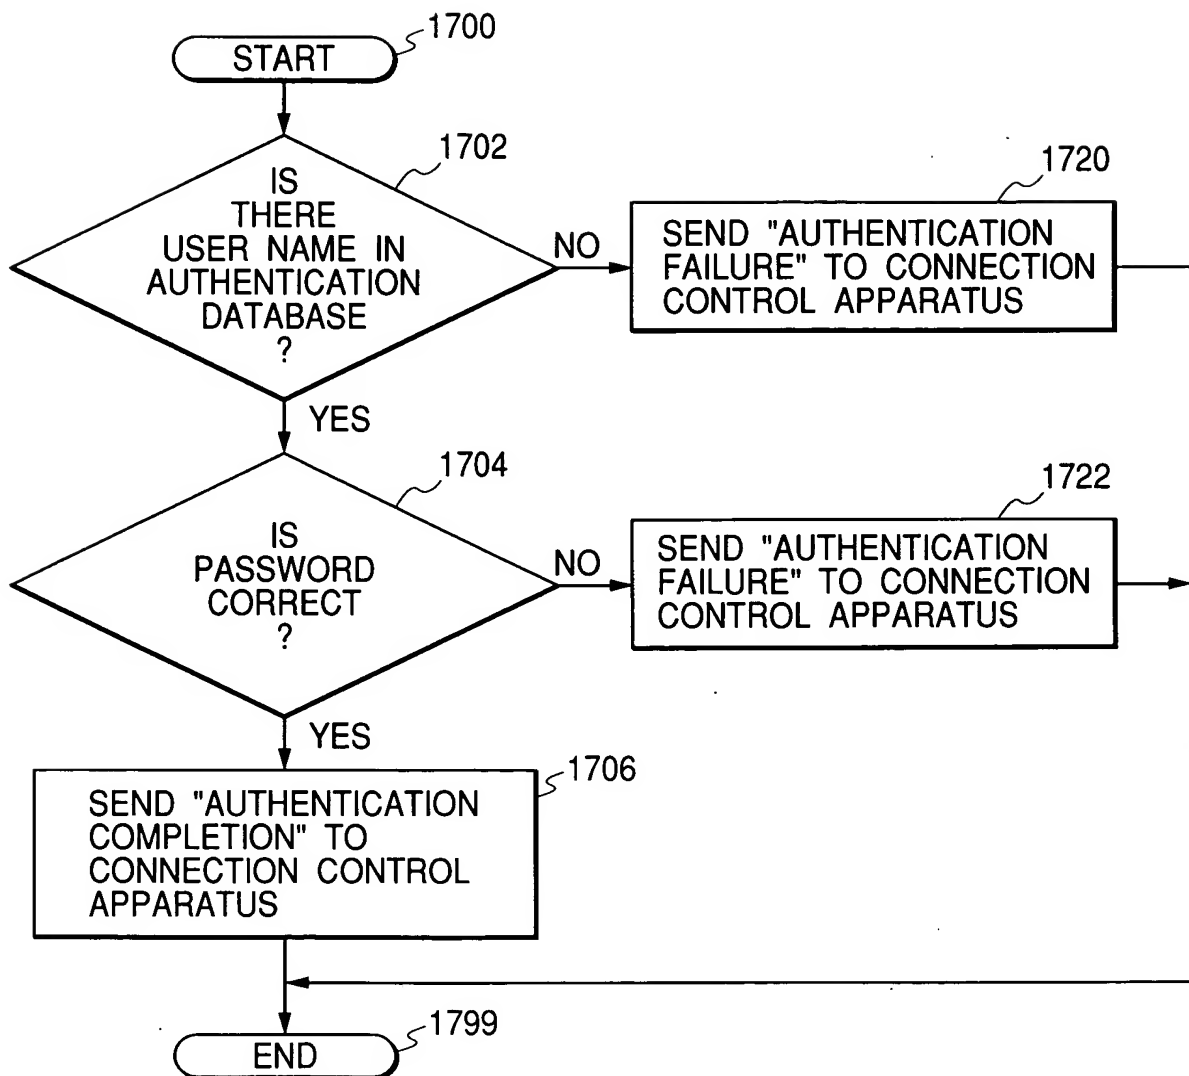 1700
START
1702
IS
THERE
USER NAME IN
AUTHENTICATION
DATABASE
?
NO
1720
SEND "AUTHENTICATION
FAILURE" TO CONNECTION
CONTROL APPARATUS
YES
1704
IS
PASSWORD
CORRECT
?
NO
1722
SEND "AUTHENTICATION
FAILURE" TO CONNECTION
CONTROL APPARATUS
YES
1706
SEND "AUTHENTICATION
COMPLETION" TO
CONNECTION CONTROL
APPARATUS
1799
END